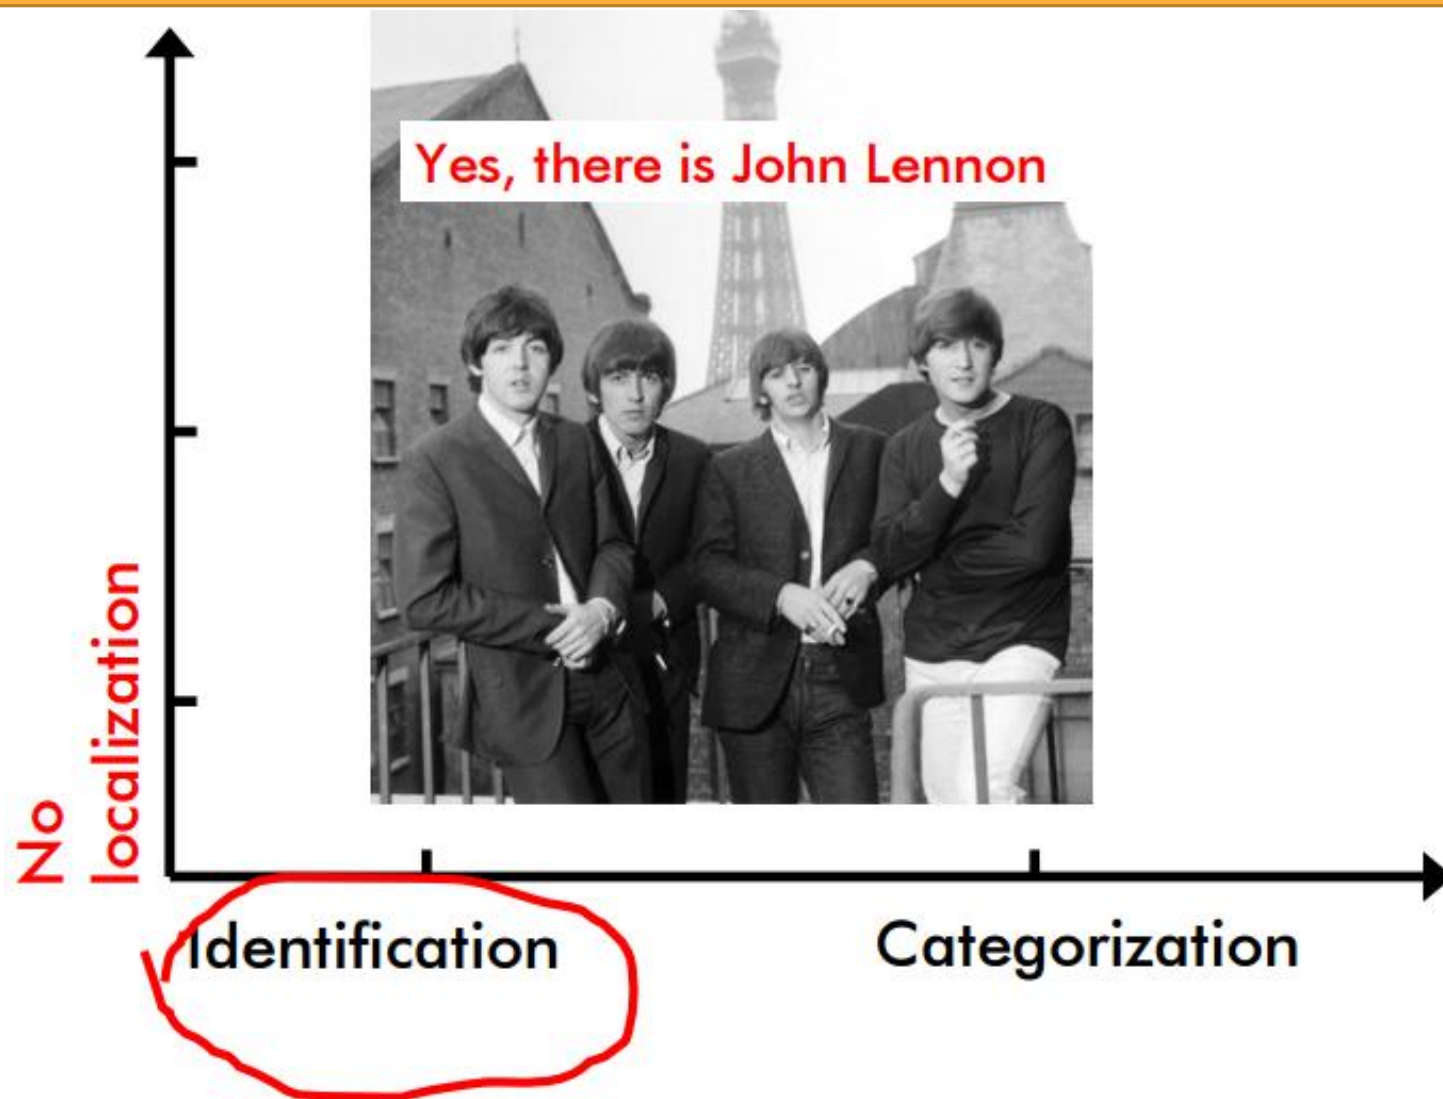 Yes, there is John Lennon
No
localization
Identification
Categorization